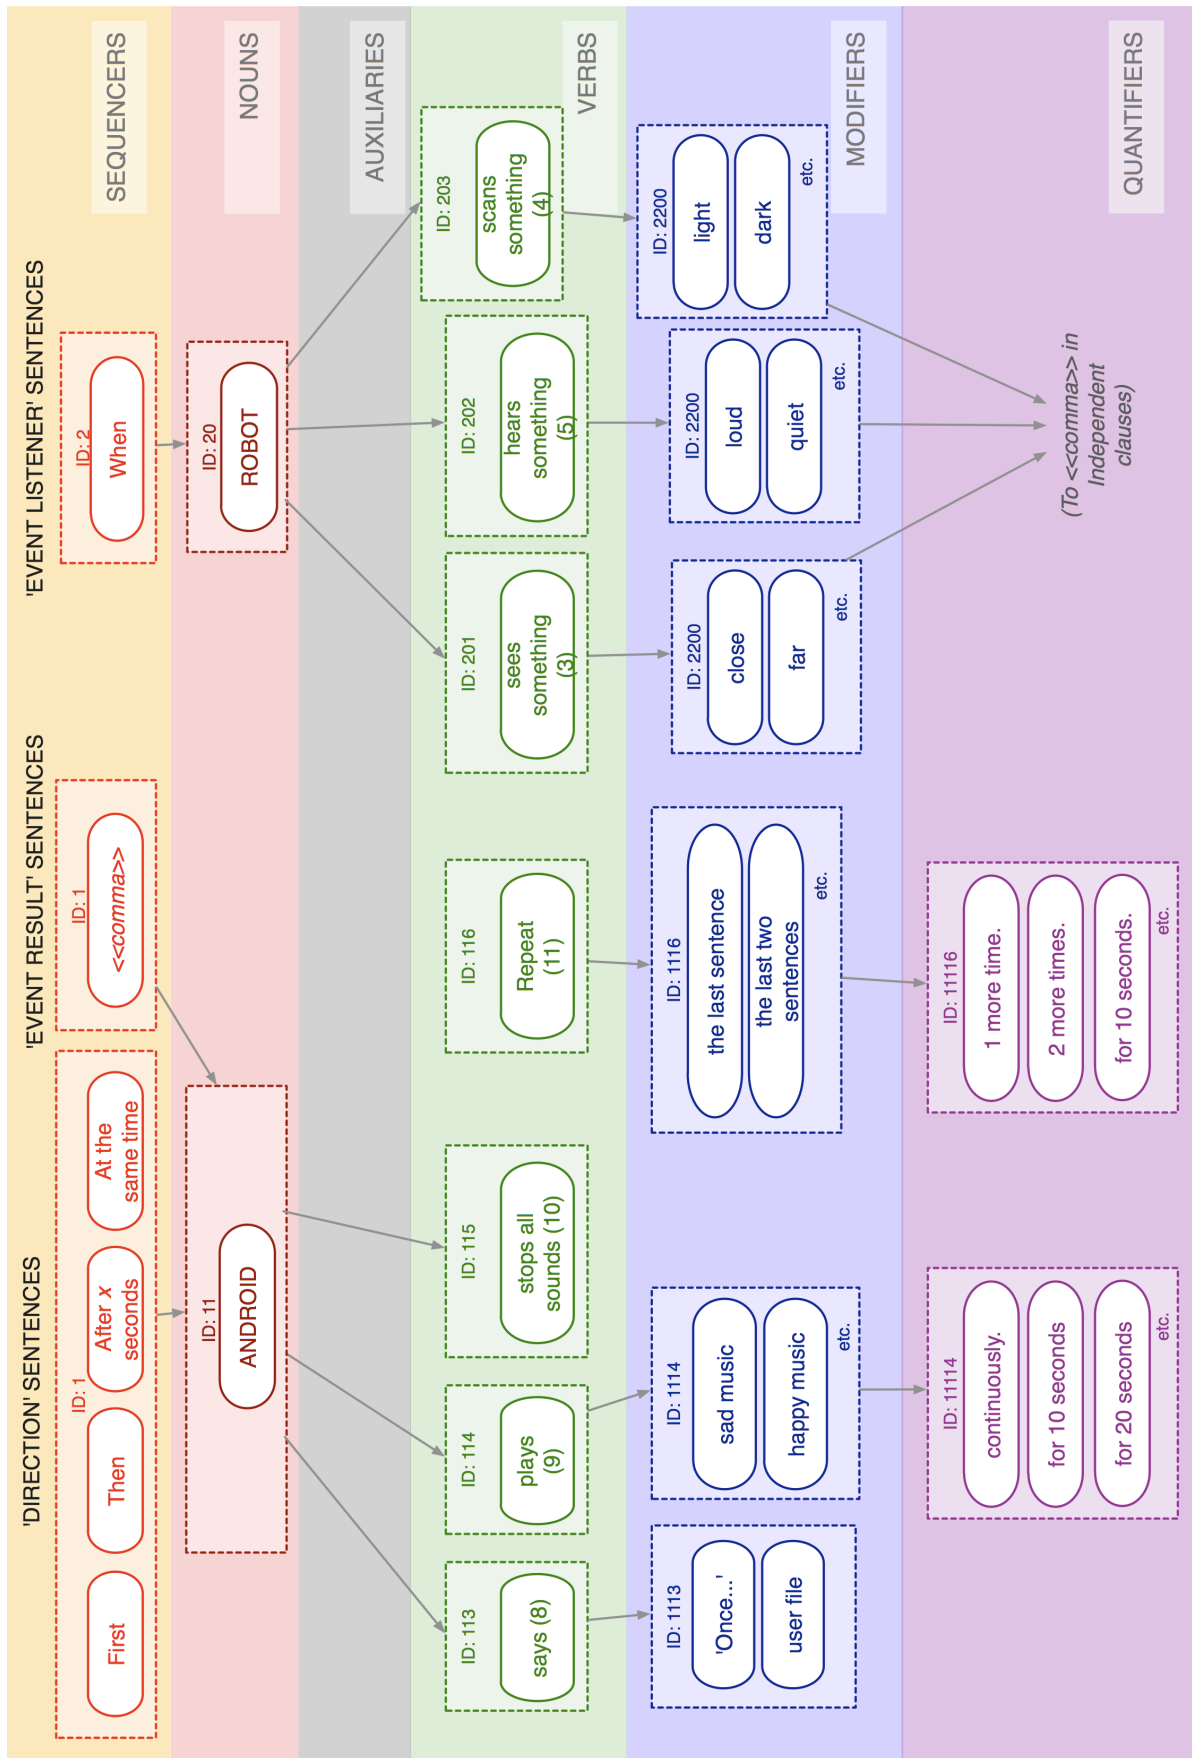 'DIRECTION' SENTENCES
'EVENT RESULT' SENTENCES
'EVENT LISTENER' SENTENCES
SEQUENCERS
ID: 1
First
Then
After x
seconds
At the
same time
ID: 1
<<comma>>
ID: 2
When
NOUNS
ID: 11
ANDROID
ID: 20
ROBOT
AUXILIARIES
VERBS
ID: 113
says (8)
ID: 114
plays
(9)
ID: 115
stops all
sounds (10)
ID: 116
Repeat
(11)
ID: 201
sees
something
(3)
ID: 202
hears
something
(5)
ID: 203
scans
something
(4)
MODIFIERS
ID: 1113
'Once...'
user file
ID: 1114
sad music
happy music
etc.
ID: 1116
the last sentence
the last two
sentences
etc.
ID: 2200
close
far
etc.
ID: 2200
loud
quiet
etc.
ID: 2200
light
dark
etc.
QUANTIFIERS
ID: 11114
continuously.
for 10 seconds
for 20 seconds
etc.
ID: 11116
1 more time.
2 more times.
for 10 seconds.
etc.
(To <<comma>> in
Independent
clauses)